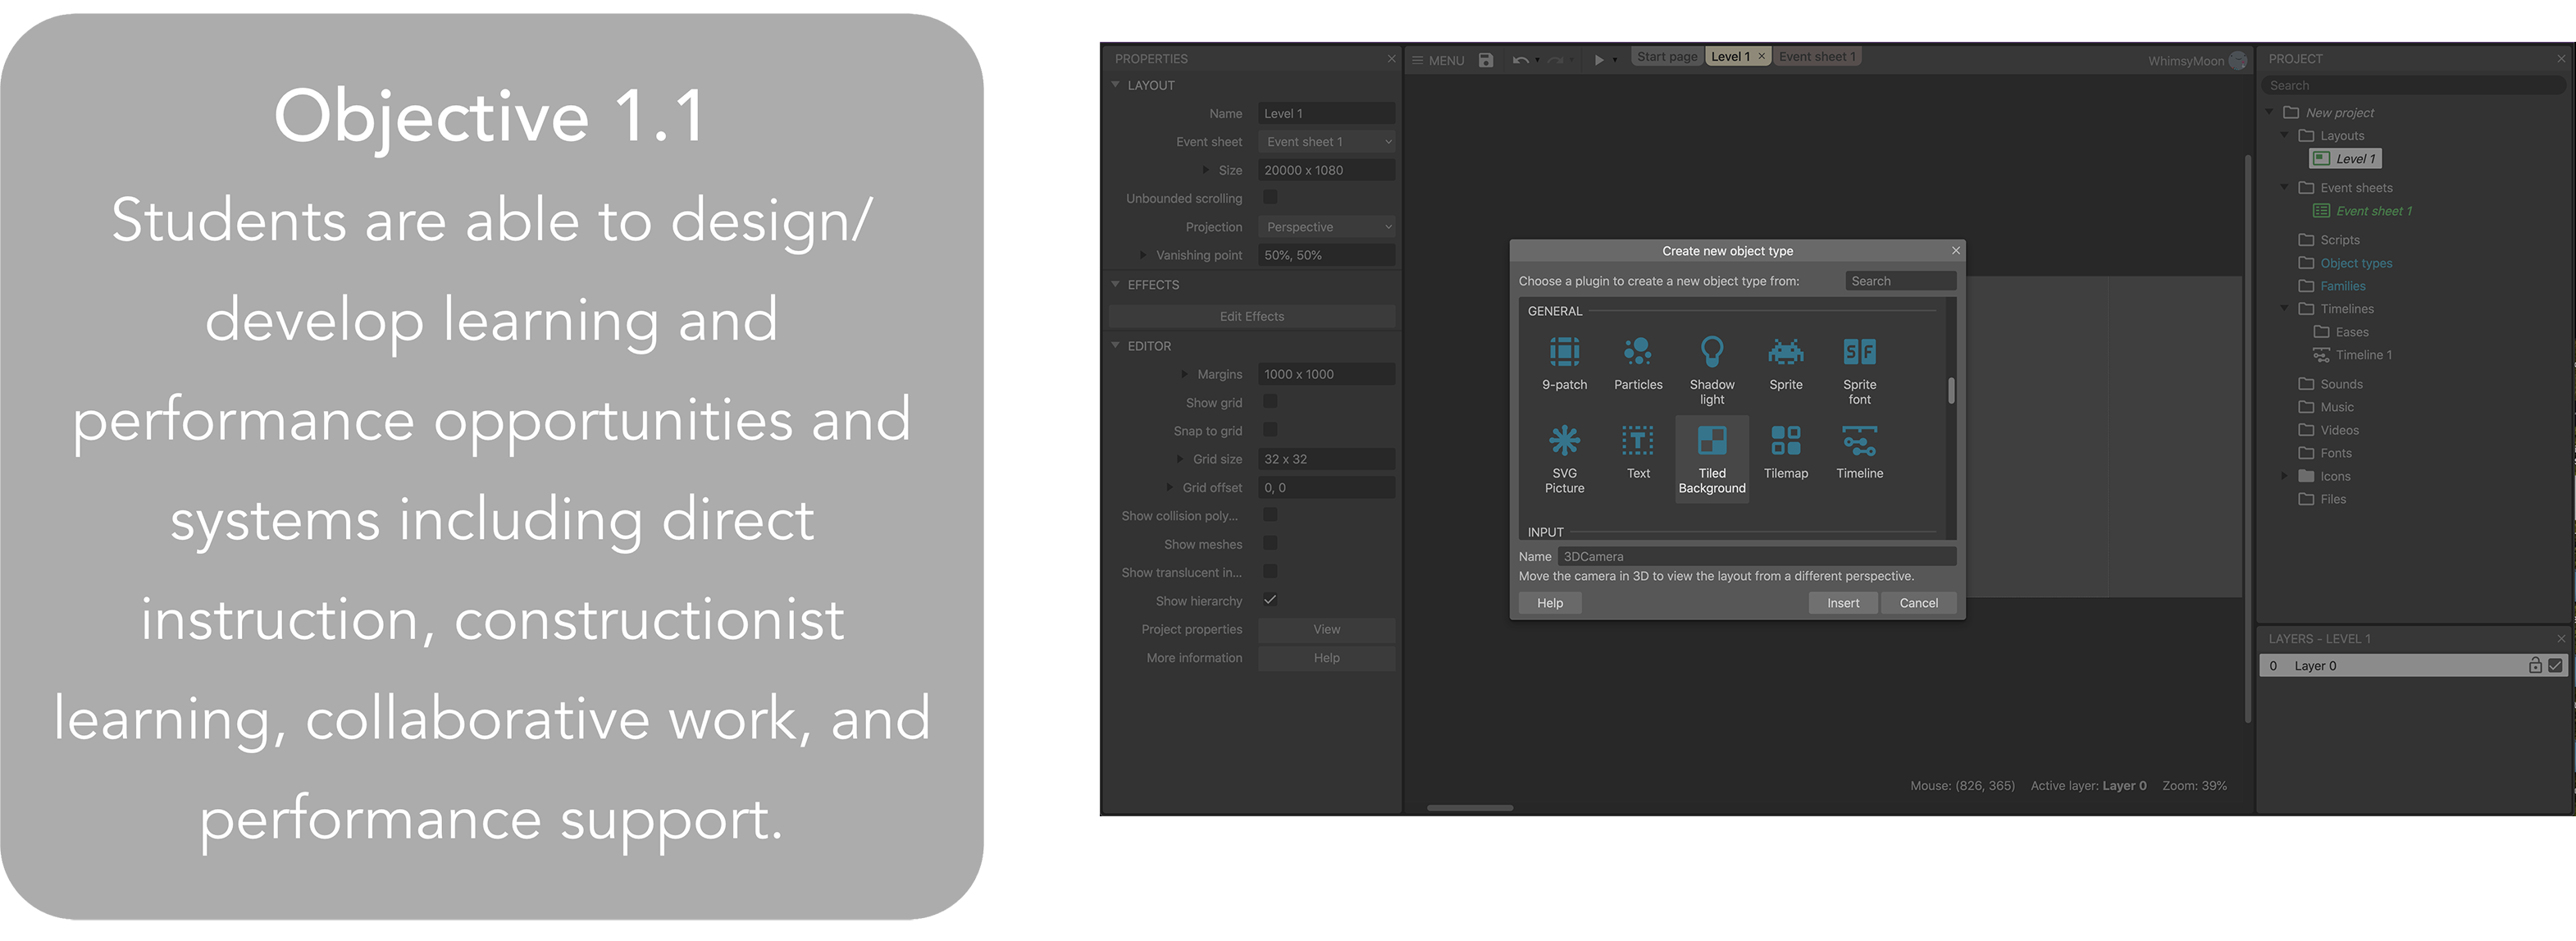 Objective 1.1
Students are able to design/
develop learning and
performance opportunities and
systems including direct
instruction, constructionist
learning, collaborative work, and
performance support.
PROPERTIES
LAYOUT
Name Level 1
Event sheet Event sheet 1
Size 20000 x 1080
Unbounded scrolling
Projection Perspective
Vanishing point 50%, 50%
EFFECTS
Edit Effects
EDITOR
Margins 1000 x 1000
Show grid
Snap to grid
Grid size 32 x 32
Grid offset 0, 0
Show collision poly...
Show meshes
Show translucent in...
Show hierarchy
Project properties View
More information Help
MENU Start page Level 1 Event sheet 1 WhimsyMoon
Create new object type
Choose a plugin to create a new object type from: Search
GENERAL
9-patch Particles Shadow light Sprite Sprite font
SVG Picture Text Tiled Background Tilemap Timeline
INPUT
Name 3DCamera
Move the camera in 3D to view the layout from a different perspective.
Help Insert Cancel
Mouse: (826, 365) Active layer: Layer 0 Zoom: 39%
PROJECT
Search
New project
Layouts
Level 1
Event sheets
Event sheet 1
Scripts
Object types
Families
Timelines
Eases
Timeline 1
Sounds
Music
Videos
Fonts
Icons
Files
LAYERS - LEVEL 1
0 Layer 0